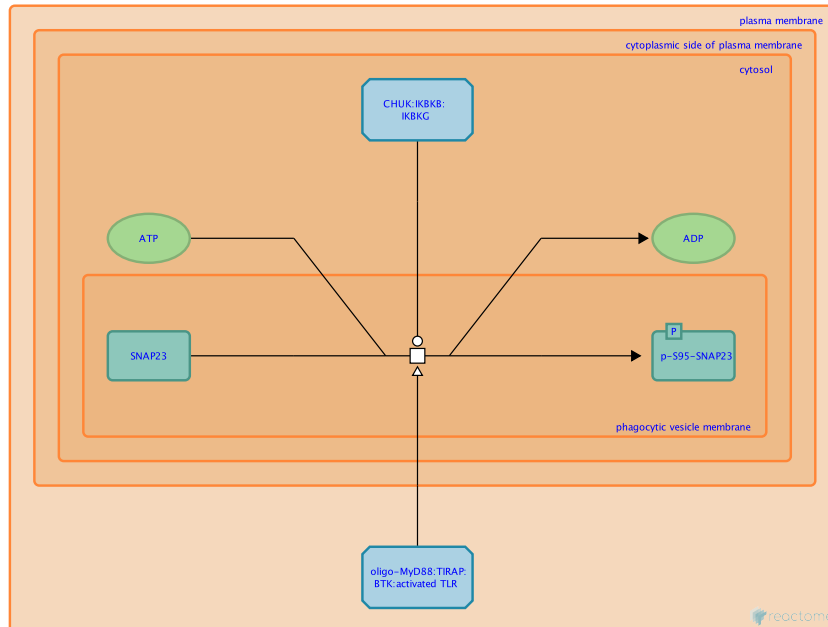 plasma membrane
cytoplasmic side of plasma membrane
cytosol
CHUK:IKBKB:
IKBKG
ATP
ADP
P
SNAP23
p-S95-SNAP23
phagocytic vesicle membrane
oligo-MyD88:TIRAP:
BTK:activated TLR
reactome